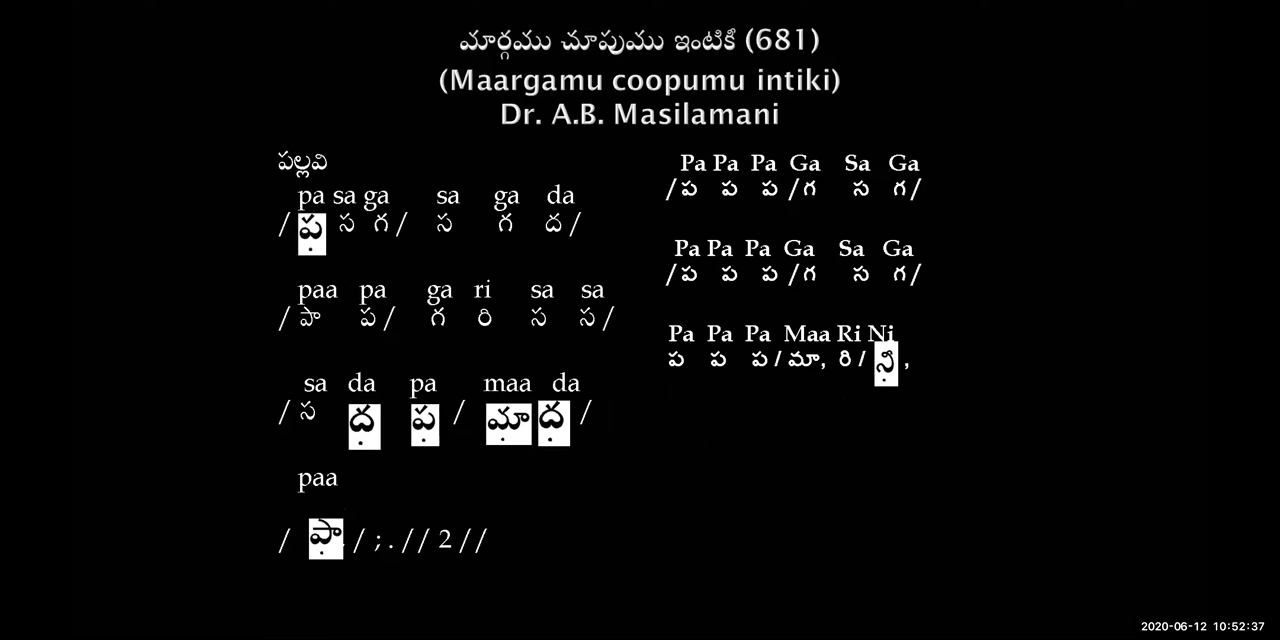 మార్గము చూపుము ఇంటికి (681)
(Maargamu coopumu intiki)
Dr. A.B. Masilamani
పల్లవి
pa sa ga sa ga da
/ ప స గ / స గ ద /
paa pa ga ri sa sa
/ పా ప / గ రి స స /
sa da pa maa da
/ స ధ ప / మా ధ /
paa
/ పా / ; . / / 2 / /
Pa Pa Pa Ga Sa Ga
/ ప ప ప / గ స గ /
Pa Pa Pa Ga Sa Ga
/ ప ప ప / గ స గ /
Pa Pa Pa Maa Ri Ni
ప ప ప / మా, రి / నీ ,
2020-06-12 10:52:37